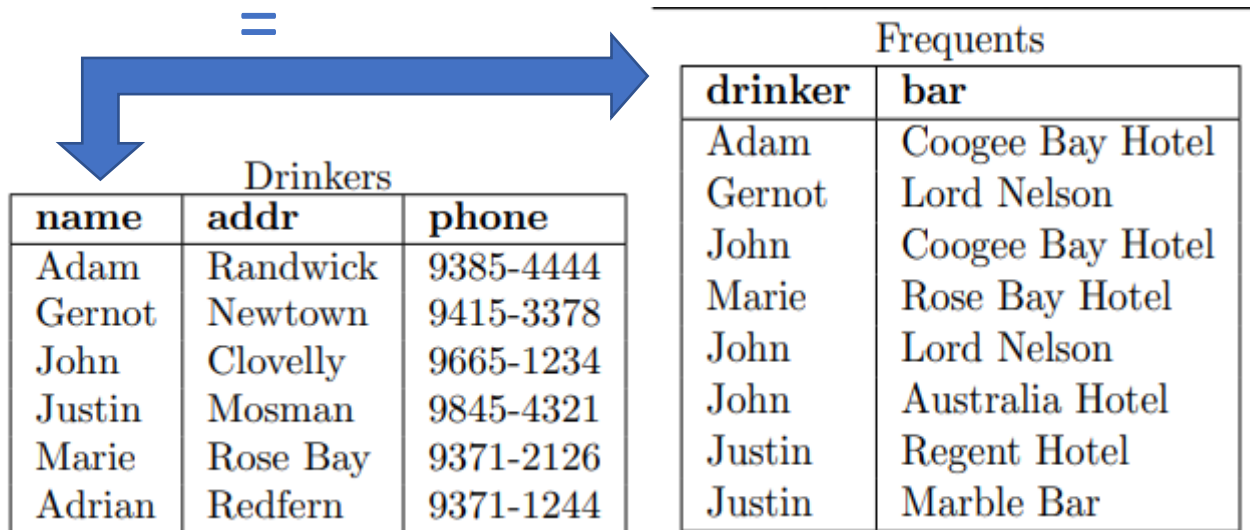 =
Drinkers
name addr phone
Adam Randwick 9385-4444
Gernot Newtown 9415-3378
John Clovelly 9665-1234
Justin Mosman 9845-4321
Marie Rose Bay 9371-2126
Adrian Redfern 9371-1244
Frequents
drinker bar
Adam Coogee Bay Hotel
Gernot Lord Nelson
John Coogee Bay Hotel
Marie Rose Bay Hotel
John Lord Nelson
John Australia Hotel
Justin Regent Hotel
Justin Marble Bar